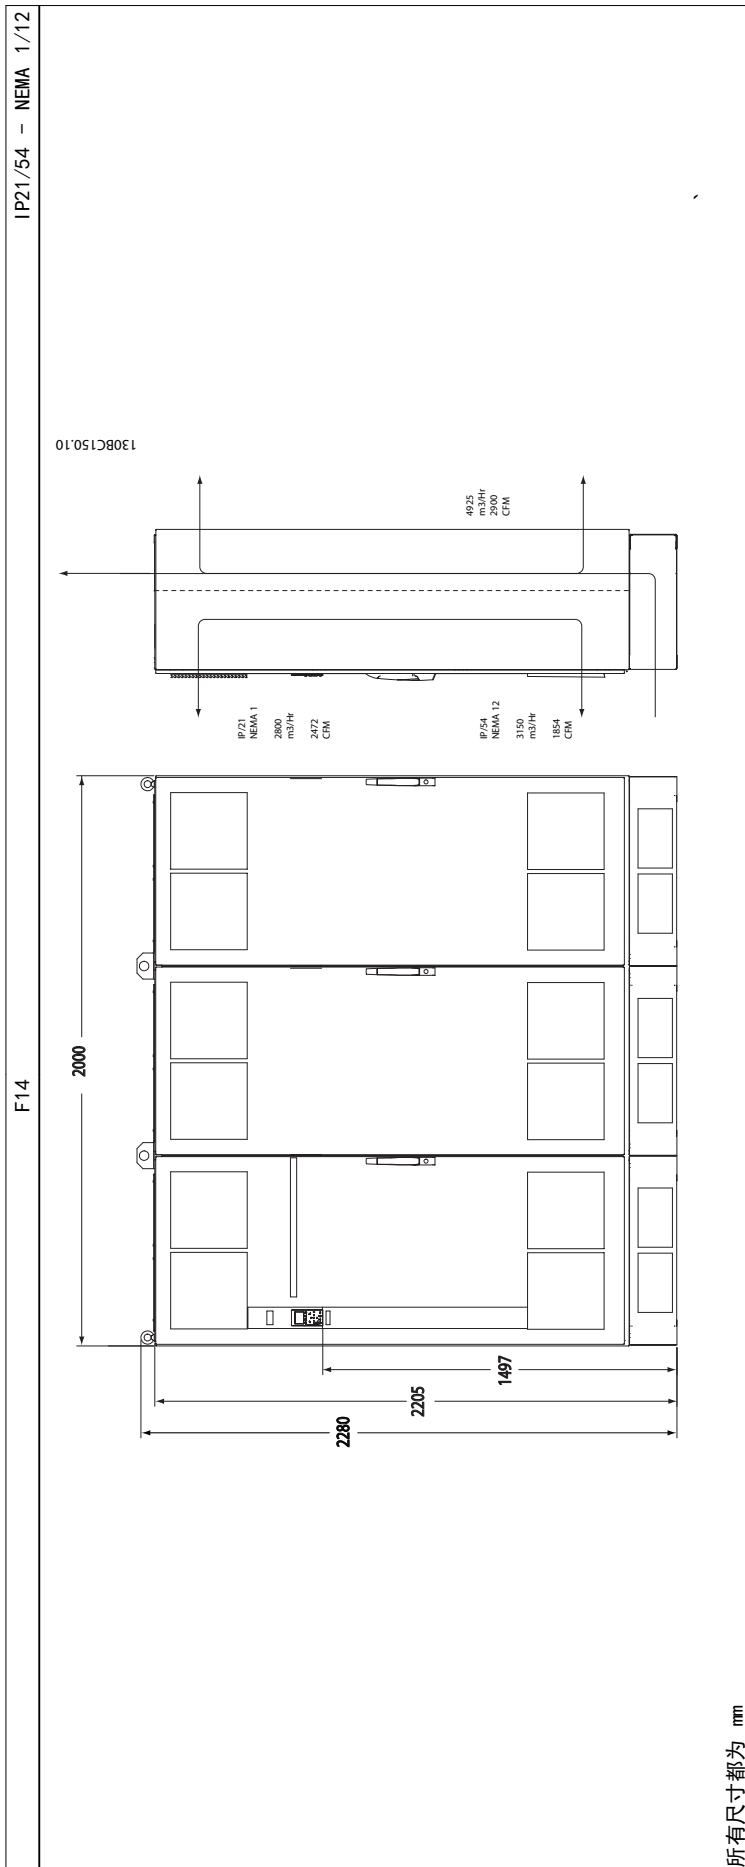 F14
IP21/54 - NEMA 1/12
130BC150.10
2000
2280
2205
1497
IP/21
NEMA 1
2800
m3/Hr
2472
CFM
IP/54
NEMA 12
3150
m3/Hr
1854
CFM
4925
m3/Hr
2900
CFM
所有尺寸都为 mm